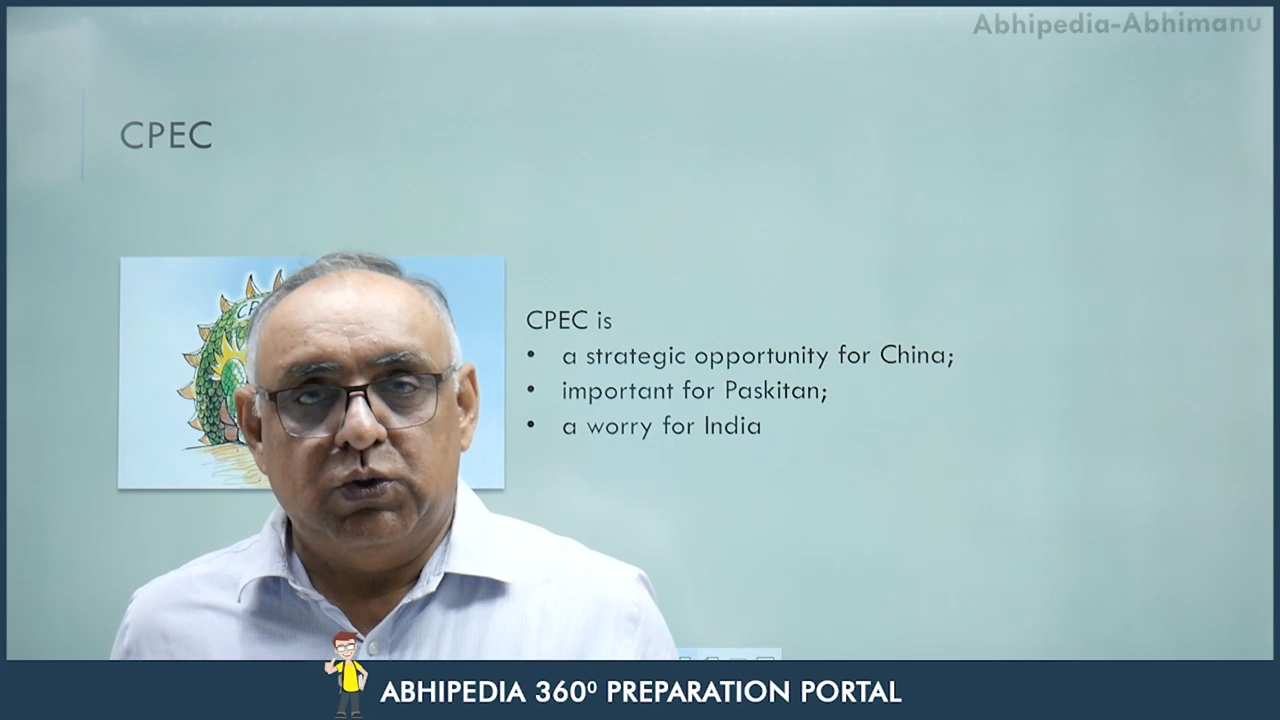 Abhipedia-Abhimanu
CPEC
CPEC is
• a strategic opportunity for China;
• important for Paskitan;
• a worry for India
ABHIPEDIA 360⁰ PREPARATION PORTAL